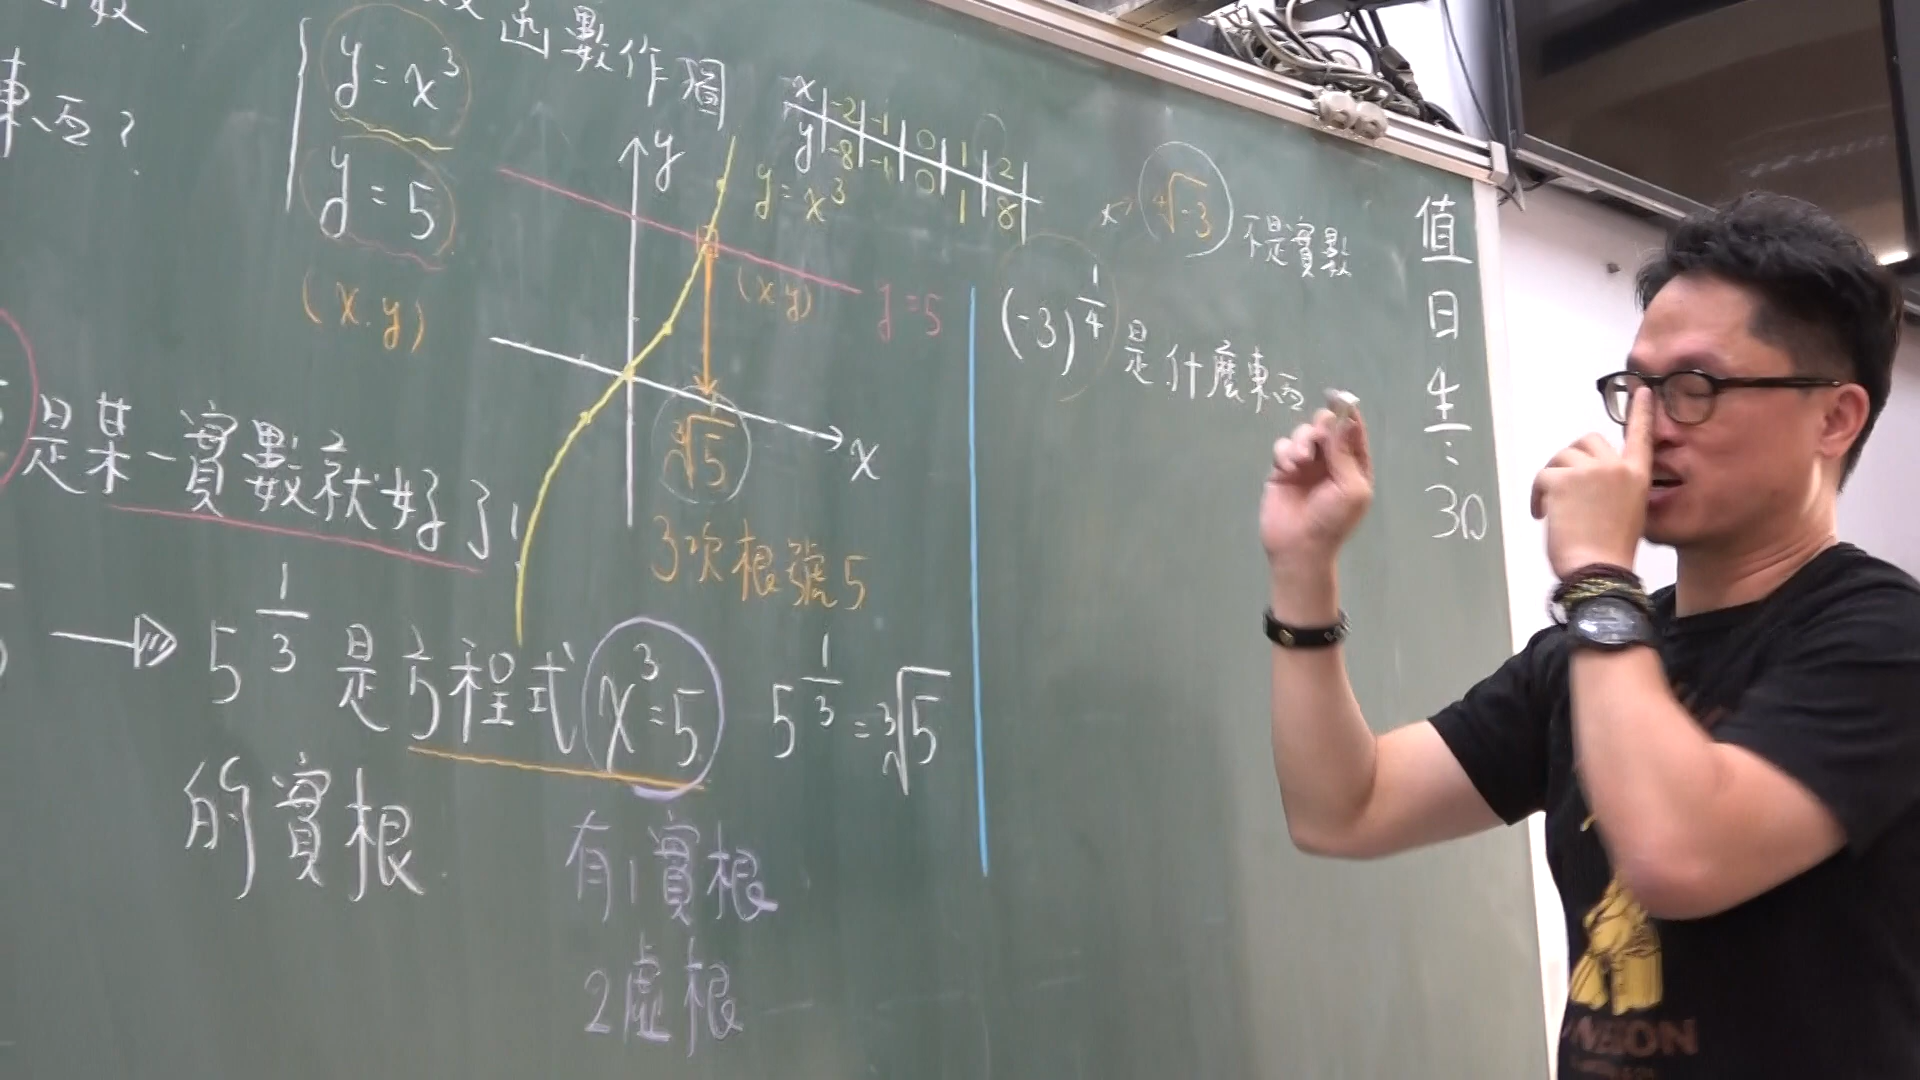 數
函數作圖
東西?
y=x³
y=5
(x.y)
x -2 -1 0 1 2
y -8 -1 0 1 8
y
y=x³
(x,y)
y=5
x
∛5
3次根號5
是某一實數就好了!
5^(1/3) 是方程式 x³=5
的實根
5^(1/3) = ∛5
有1實根
2虛根
∜-3 不是實數
(-3)^(1/4) 是什麼東西
值日生:30